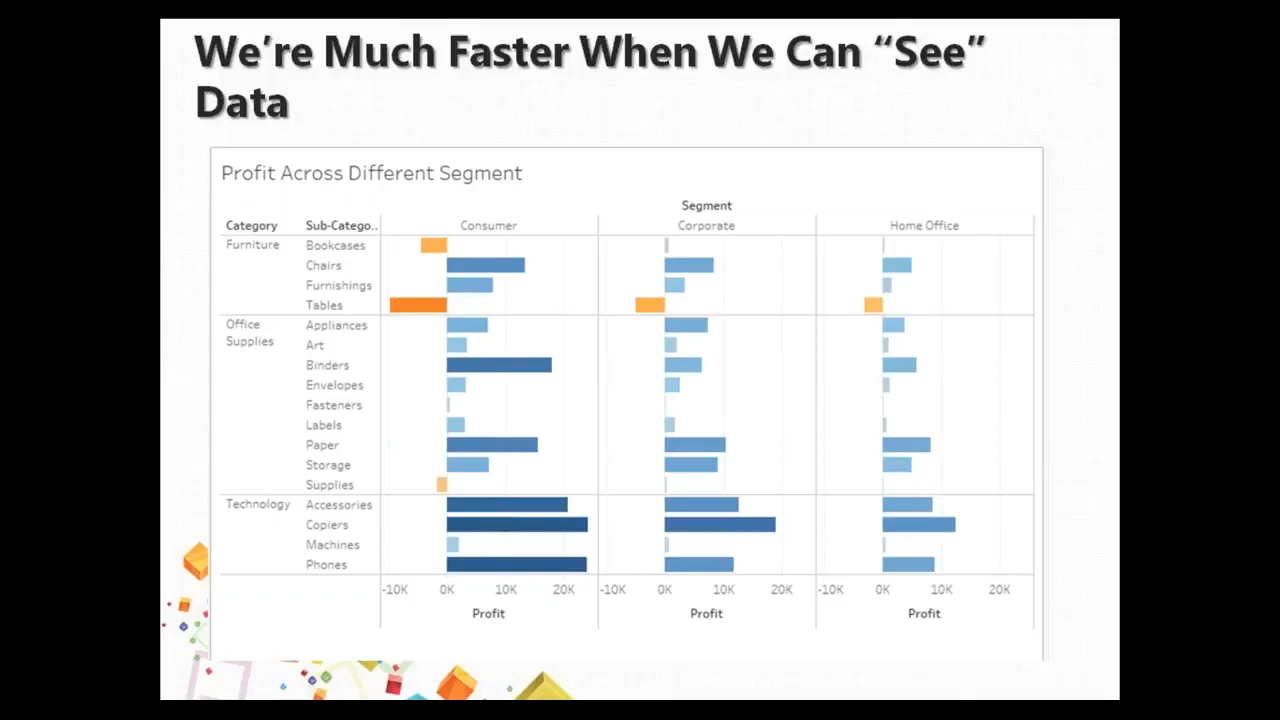 We're Much Faster When We Can “See”
Data
Profit Across Different Segment
Segment
Category Sub-Catego.. Consumer Corporate Home Office
Furniture Bookcases
Chairs
Furnishings
Tables
Office Supplies Appliances
Art
Binders
Envelopes
Fasteners
Labels
Paper
Storage
Supplies
Technology Accessories
Copiers
Machines
Phones
-10K 0K 10K 20K -10K 0K 10K 20K -10K 0K 10K 20K
Profit Profit Profit